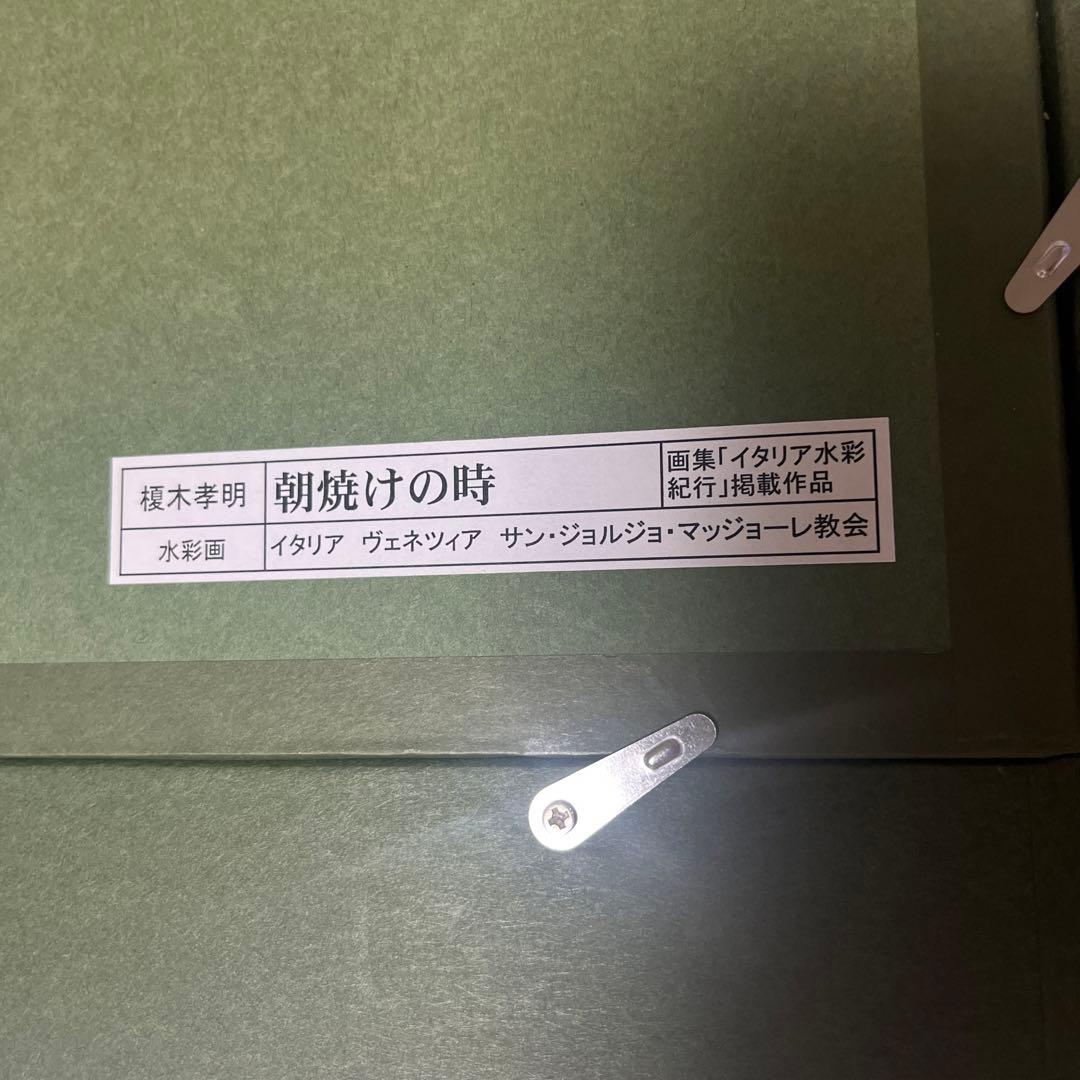 榎木孝明
朝焼けの時
画集「イタリア水彩
紀行」掲載作品
水彩画
イタリア　ヴェネツィア　サン・ジョルジョ・マッジョーレ教会